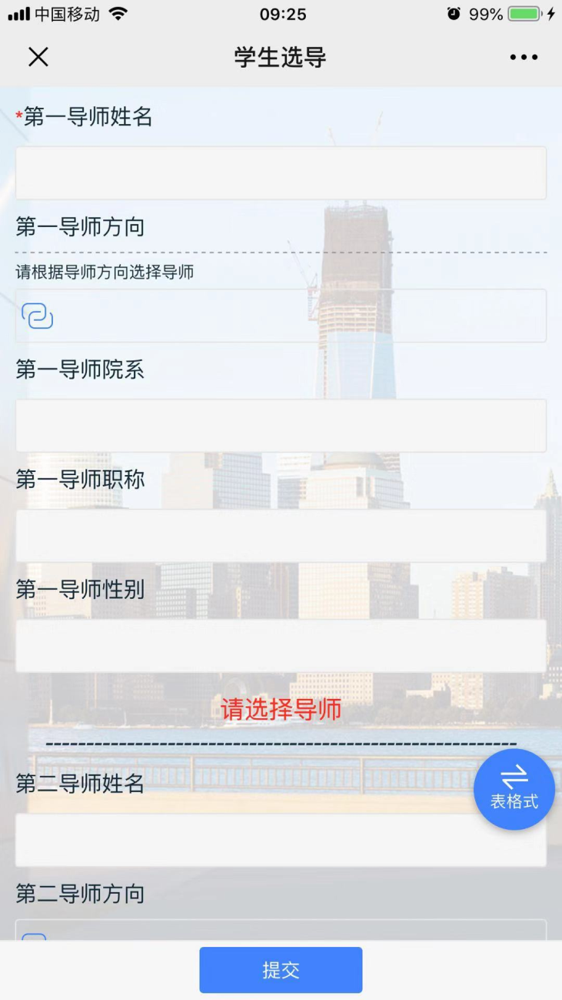 中国移动 09:25 99%
学生选导
*第一导师姓名
第一导师方向
请根据导师方向选择导师
第一导师院系
第一导师职称
第一导师性别
请选择导师
第二导师姓名
表格式
第二导师方向
提交